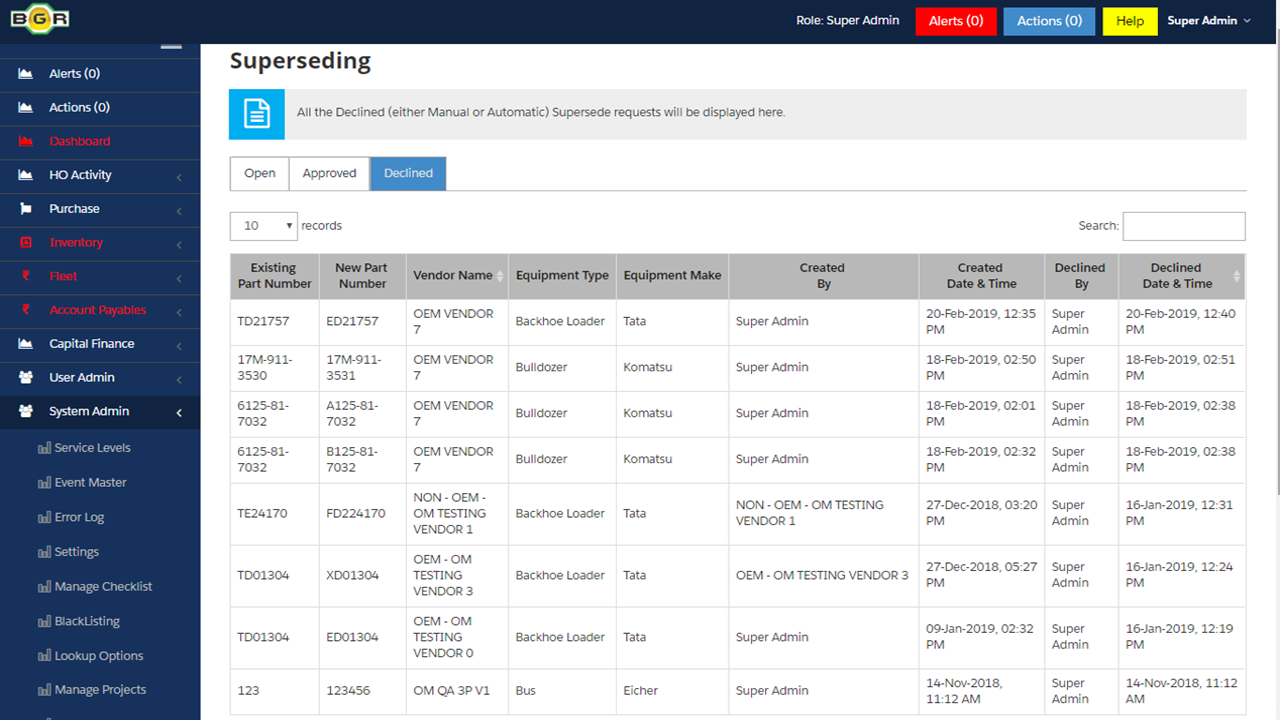 BGR
Role: Super Admin
Alerts (0)
Actions (0)
Help
Super Admin
Alerts (0)
Actions (0)
Dashboard
HO Activity
Purchase
Inventory
Fleet
Account Payables
Capital Finance
User Admin
System Admin
Service Levels
Event Master
Error Log
Settings
Manage Checklist
BlackListing
Lookup Options
Manage Projects
Superseding
All the Declined (either Manual or Automatic) Supersede requests will be displayed here.
Open
Approved
Declined
10 records
Search:
Existing Part Number
New Part Number
Vendor Name
Equipment Type
Equipment Make
Created By
Created Date & Time
Declined By
Declined Date & Time
TD21757
ED21757
OEM VENDOR 7
Backhoe Loader
Tata
Super Admin
20-Feb-2019, 12:35 PM
Super Admin
20-Feb-2019, 12:40 PM
17M-911-3530
17M-911-3531
OEM VENDOR 7
Bulldozer
Komatsu
Super Admin
18-Feb-2019, 02:50 PM
Super Admin
18-Feb-2019, 02:51 PM
6125-81-7032
A125-81-7032
OEM VENDOR 7
Bulldozer
Komatsu
Super Admin
18-Feb-2019, 02:01 PM
Super Admin
18-Feb-2019, 02:38 PM
6125-81-7032
B125-81-7032
OEM VENDOR 7
Bulldozer
Komatsu
Super Admin
18-Feb-2019, 02:32 PM
Super Admin
18-Feb-2019, 02:38 PM
TE24170
FD224170
NON - OEM - OM TESTING VENDOR 1
Backhoe Loader
Tata
NON - OEM - OM TESTING VENDOR 1
27-Dec-2018, 03:20 PM
Super Admin
16-Jan-2019, 12:31 PM
TD01304
XD01304
OEM - OM TESTING VENDOR 3
Backhoe Loader
Tata
OEM - OM TESTING VENDOR 3
27-Dec-2018, 05:27 PM
Super Admin
16-Jan-2019, 12:24 PM
TD01304
ED01304
OEM - OM TESTING VENDOR 0
Backhoe Loader
Tata
Super Admin
09-Jan-2019, 02:32 PM
Super Admin
16-Jan-2019, 12:19 PM
123
123456
OM QA 3P V1
Bus
Eicher
Super Admin
14-Nov-2018, 11:12 AM
Super Admin
14-Nov-2018, 11:12 AM